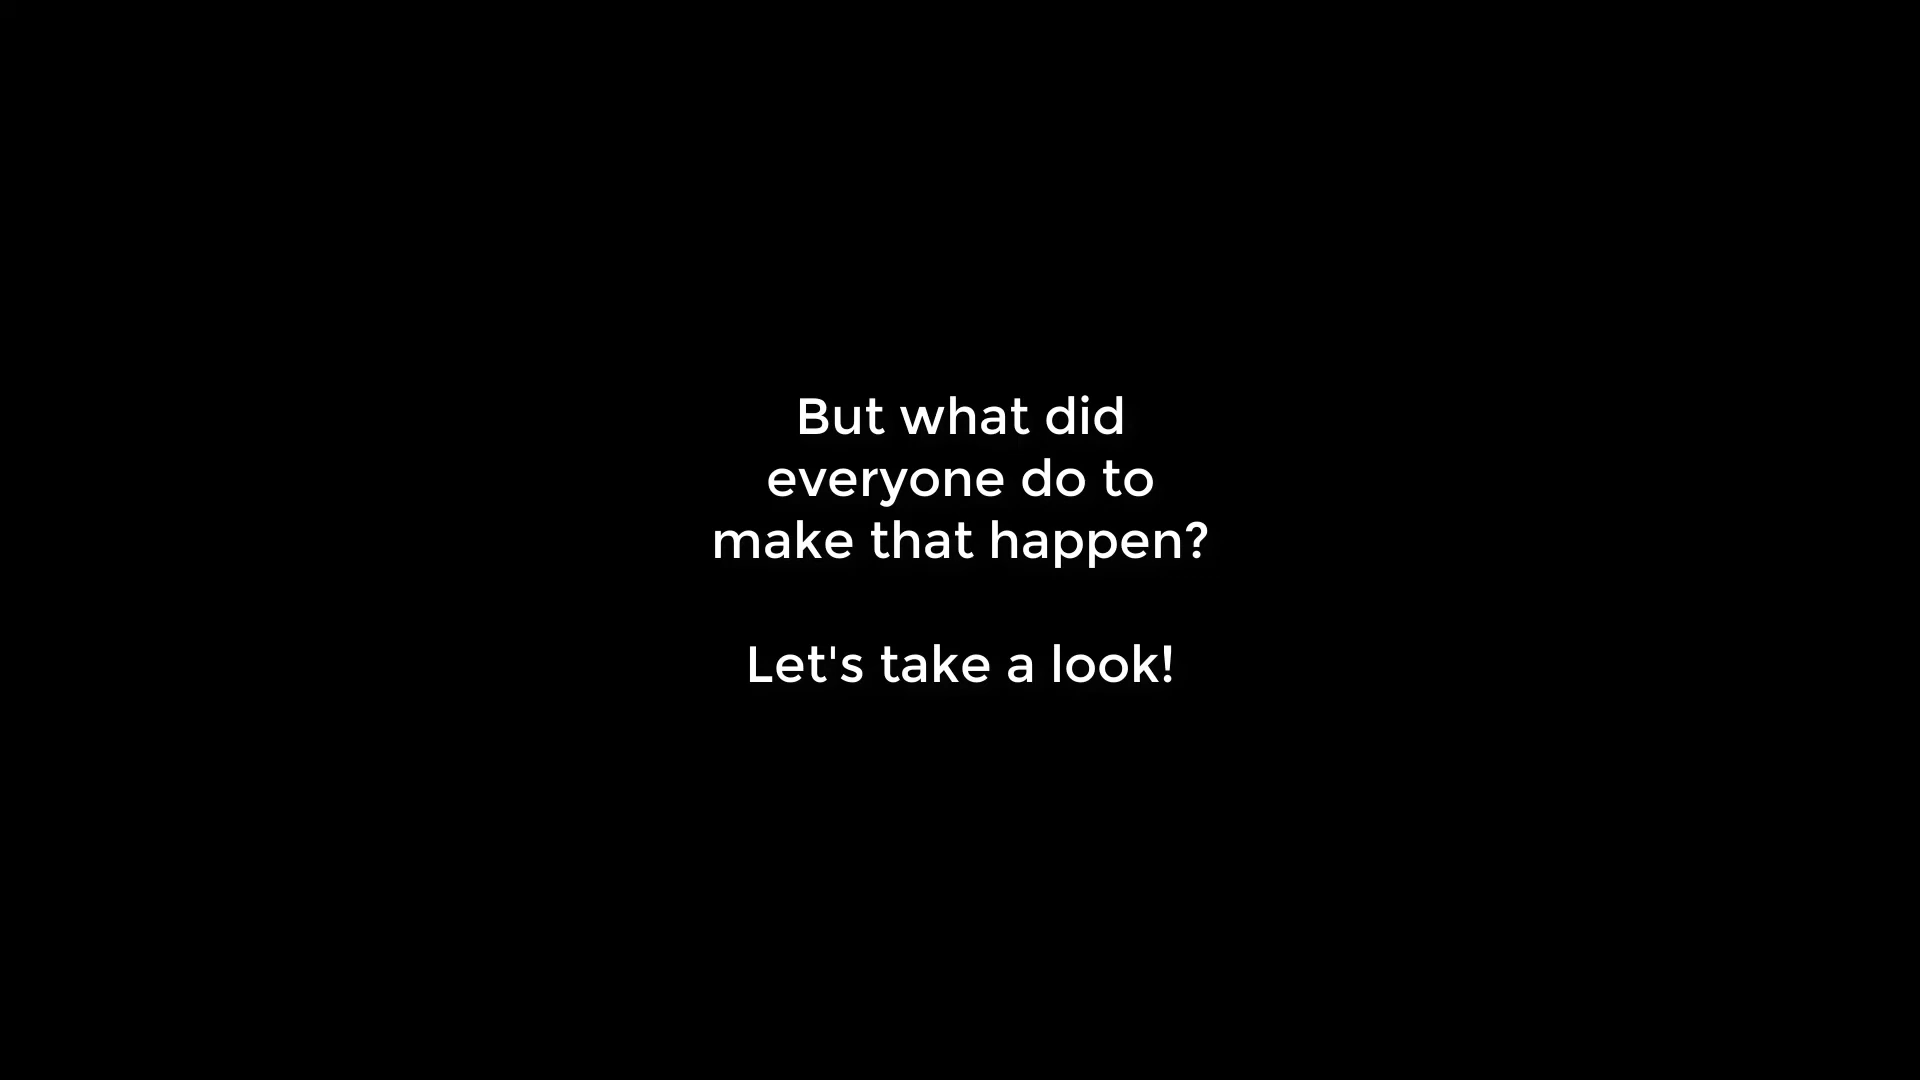 But what did
everyone do to
make that happen?
Let's take a look!